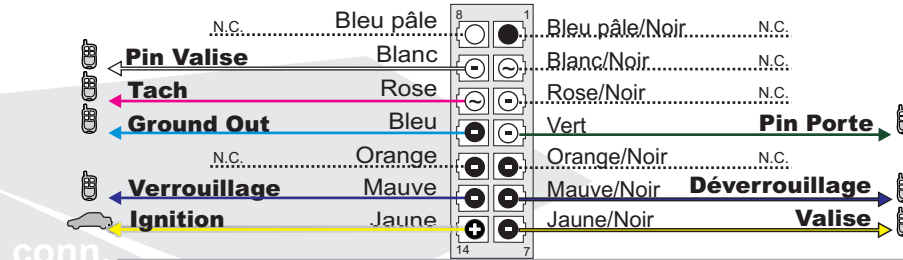 8 1
N.C. Bleu pâle Bleu pâle/Noir N.C.
Pin Valise Blanc Blanc/Noir N.C.
Tach Rose Rose/Noir N.C.
Ground Out Bleu Vert Pin Porte
N.C. Orange Orange/Noir N.C.
Verrouillage Mauve Mauve/Noir Déverrouillage
Ignition Jaune Jaune/Noir Valise
14 7
conn.